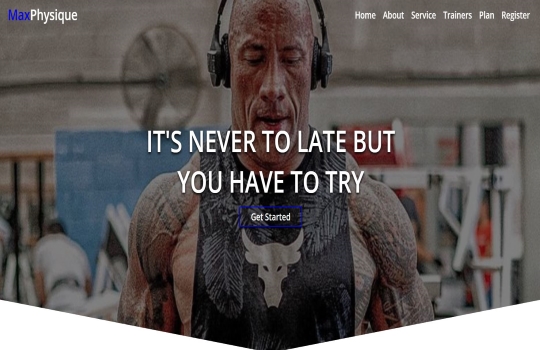 MaxPhysique
Home About Service Trainers Plan Register
IT'S NEVER TO LATE BUT
YOU HAVE TO TRY
Get Started